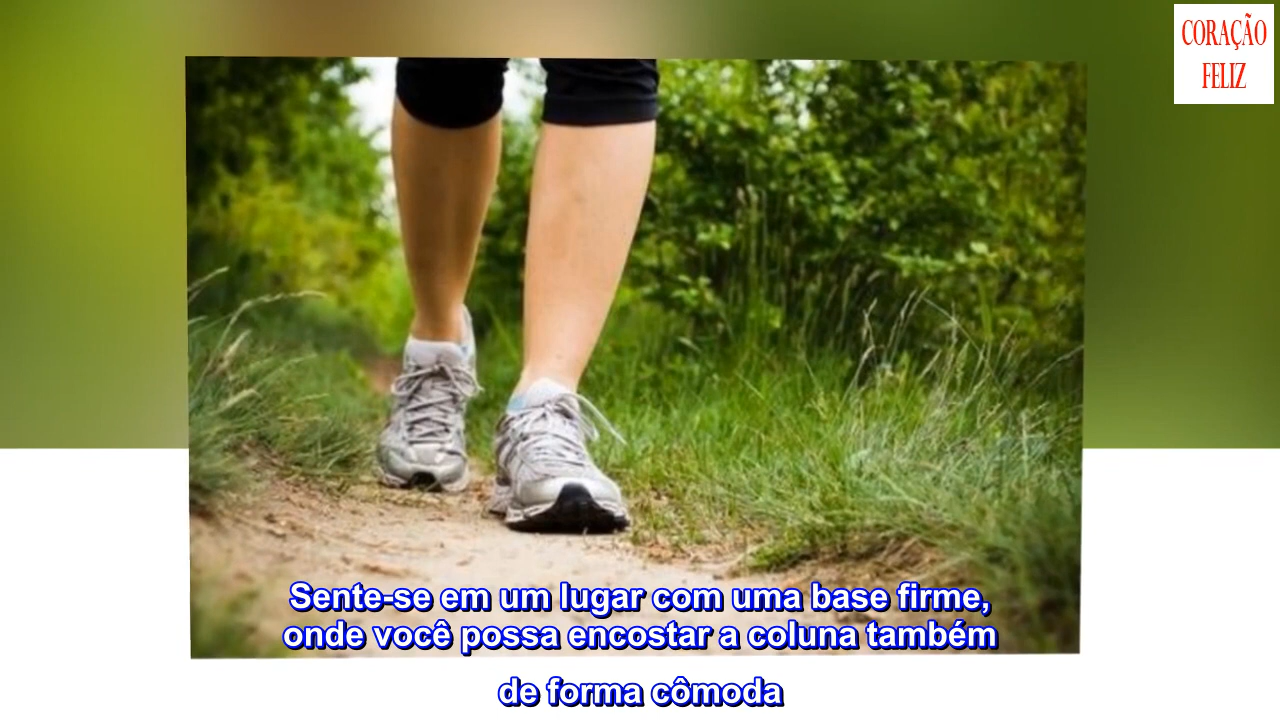 CORAÇÃO
FELIZ
Sente-se em um lugar com uma base firme,
onde você possa encostar a coluna também
de forma cômoda